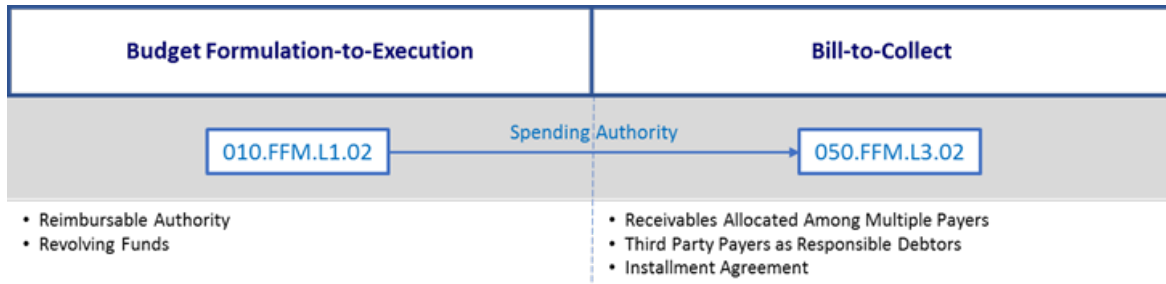 Budget Formulation-to-Execution
Bill-to-Collect
Spending Authority
010.FFM.L1.02
050.FFM.L3.02
• Reimbursable Authority
• Revolving Funds
• Receivables Allocated Among Multiple Payers
• Third Party Payers as Responsible Debtors
• Installment Agreement